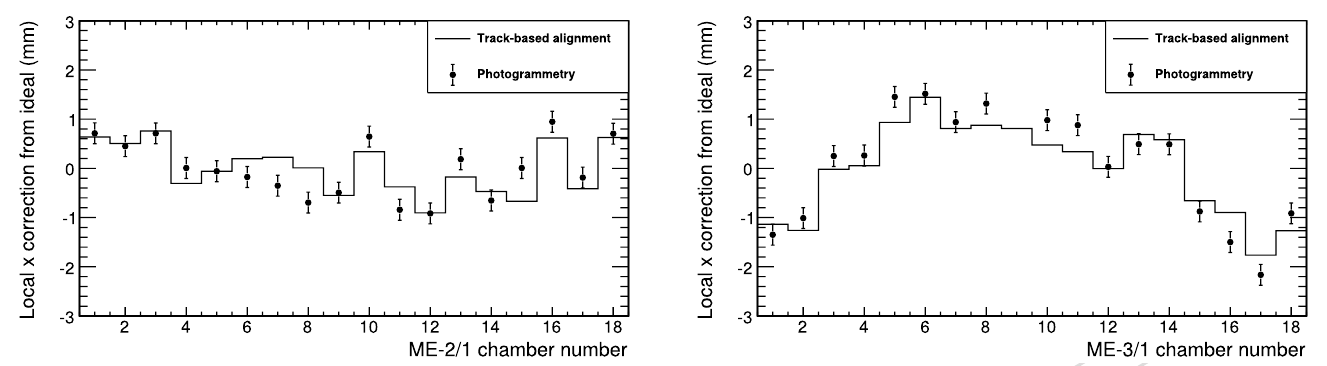 Local x correction from ideal (mm)
3
2
1
0
-1
-2
-3
Track-based alignment
Photogrammetry
2 4 6 8 10 12 14 16 18
ME-2/1 chamber number
Local x correction from ideal (mm)
3
2
1
0
-1
-2
-3
Track-based alignment
Photogrammetry
2 4 6 8 10 12 14 16 18
ME-3/1 chamber number